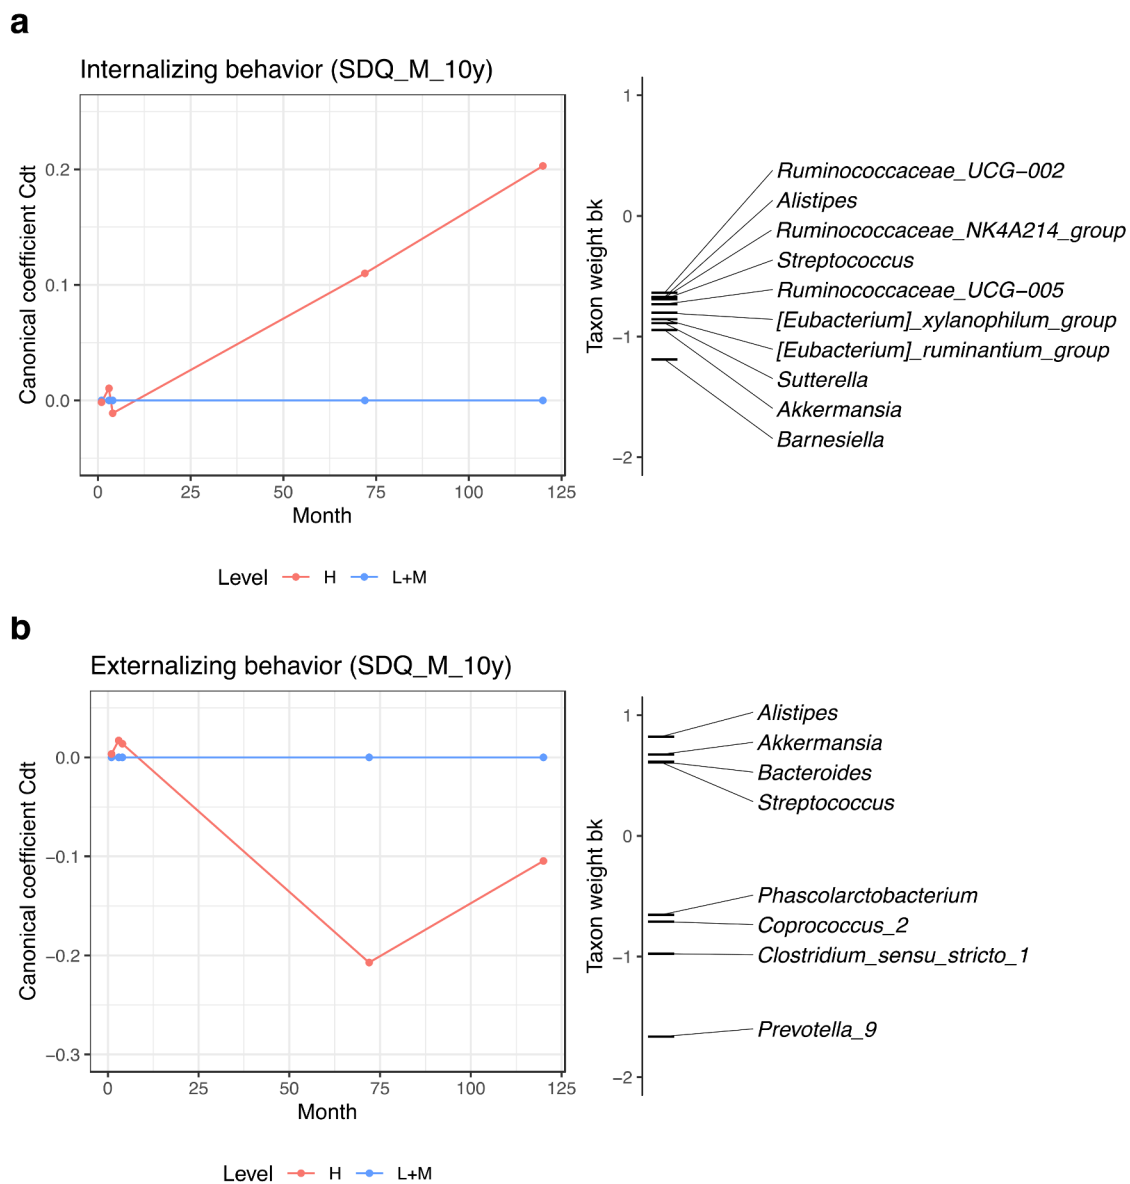 a
Internalizing behavior (SDQ_M_10y)
Canonical coefficient Cdt
0.2
0.1
0.0
0 25 50 75 100 125
Month
Level H L+M
Taxon weight bk
1
0
−1
−2
Ruminococcaceae_UCG−002
Alistipes
Ruminococcaceae_NK4A214_group
Streptococcus
Ruminococcaceae_UCG−005
[Eubacterium]_xylanophilum_group
[Eubacterium]_ruminantium_group
Sutterella
Akkermansia
Barnesiella
b
Externalizing behavior (SDQ_M_10y)
Canonical coefficient Cdt
0.0
−0.1
−0.2
−0.3
0 25 50 75 100 125
Month
Level H L+M
Taxon weight bk
1
0
−1
−2
Alistipes
Akkermansia
Bacteroides
Streptococcus
Phascolarctobacterium
Coprococcus_2
Clostridium_sensu_stricto_1
Prevotella_9